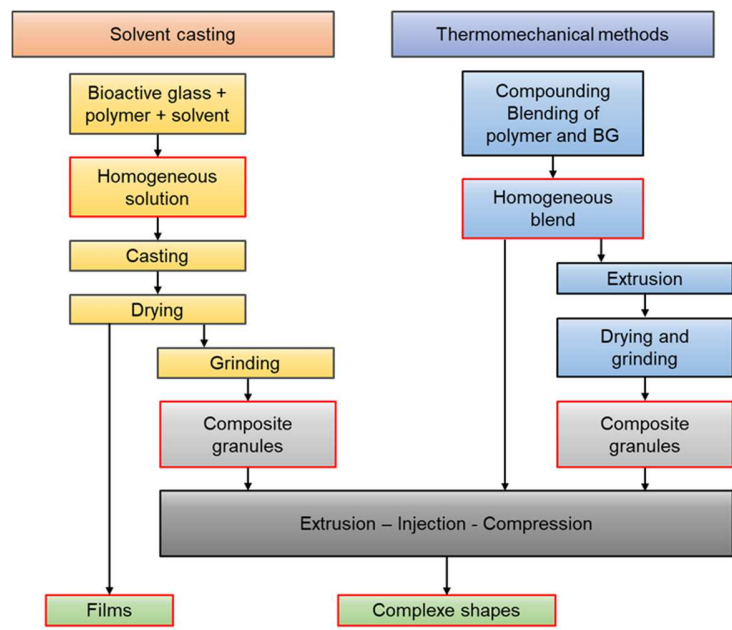 Solvent casting
Thermomechanical methods
Bioactive glass +
polymer + solvent
Homogeneous
solution
Casting
Drying
Grinding
Composite
granules
Compounding
Blending of
polymer and BG
Homogeneous
blend
Extrusion
Drying and
grinding
Composite
granules
Extrusion – Injection - Compression
Films
Complexe shapes